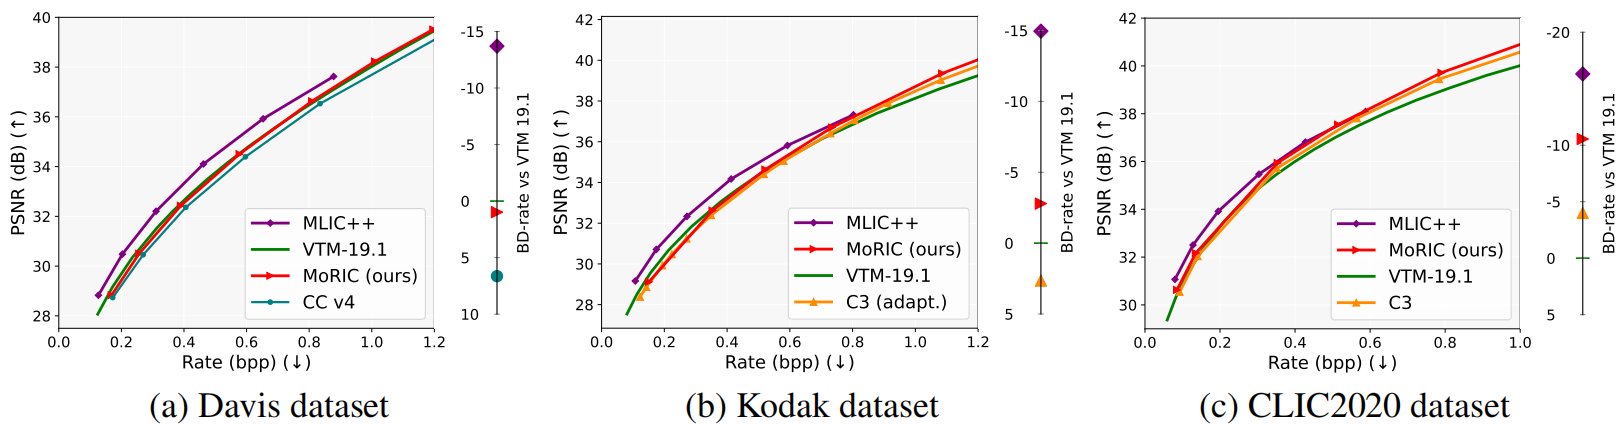 40
38
36
34
32
30
28
PSNR (dB) (↑)
0.0 0.2 0.4 0.6 0.8 1.0 1.2
Rate (bpp) (↓)
MLIC++
VTM-19.1
MoRIC (ours)
CC v4
-15
-10
-5
0
5
10
BD-rate vs VTM 19.1
(a) Davis dataset
42
40
38
36
34
32
30
28
PSNR (dB) (↑)
0.0 0.2 0.4 0.6 0.8 1.0 1.2
Rate (bpp) (↓)
MLIC++
MoRIC (ours)
VTM-19.1
C3 (adapt.)
-15
-10
-5
0
5
BD-rate vs VTM 19.1
(b) Kodak dataset
42
40
38
36
34
32
30
PSNR (dB) (↑)
0.0 0.2 0.4 0.6 0.8 1.0
Rate (bpp) (↓)
MLIC++
MoRIC (ours)
VTM-19.1
C3
-20
-10
-5
0
5
BD-rate vs VTM 19.1
(c) CLIC2020 dataset